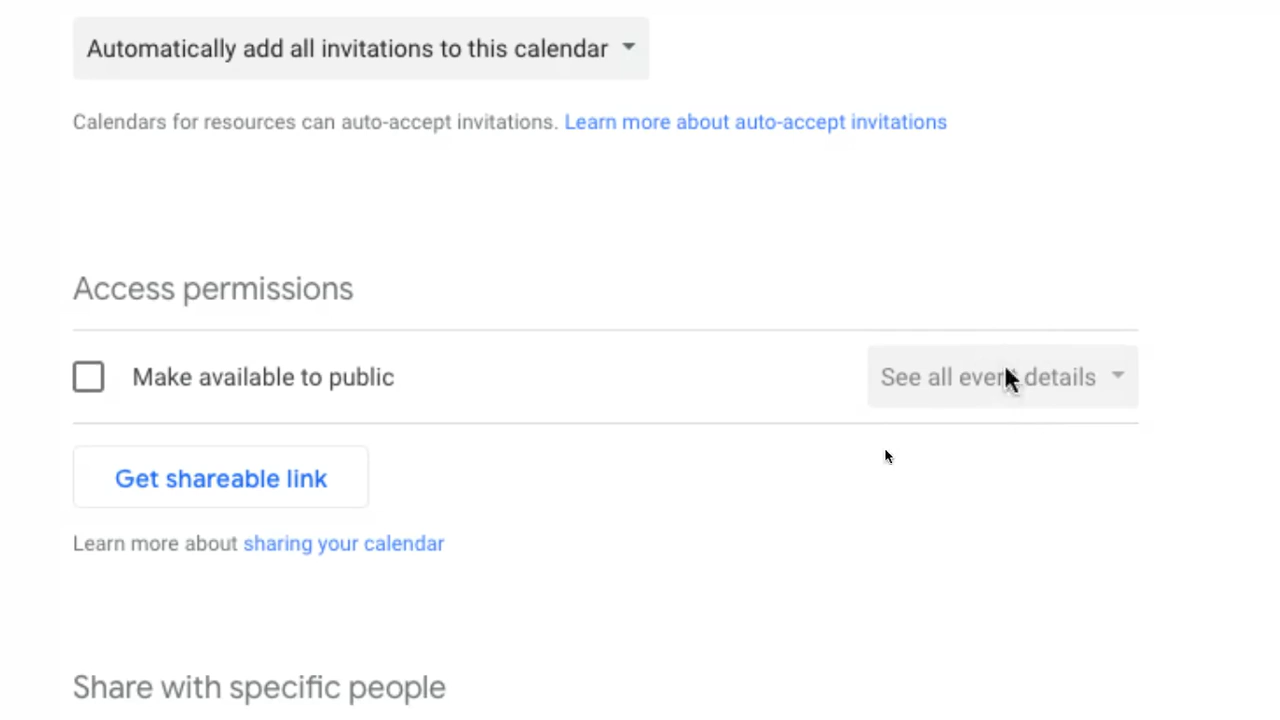 Automatically add all invitations to this calendar
Calendars for resources can auto-accept invitations. Learn more about auto-accept invitations
Access permissions
Make available to public
See all event details
Get shareable link
Learn more about sharing your calendar
Share with specific people